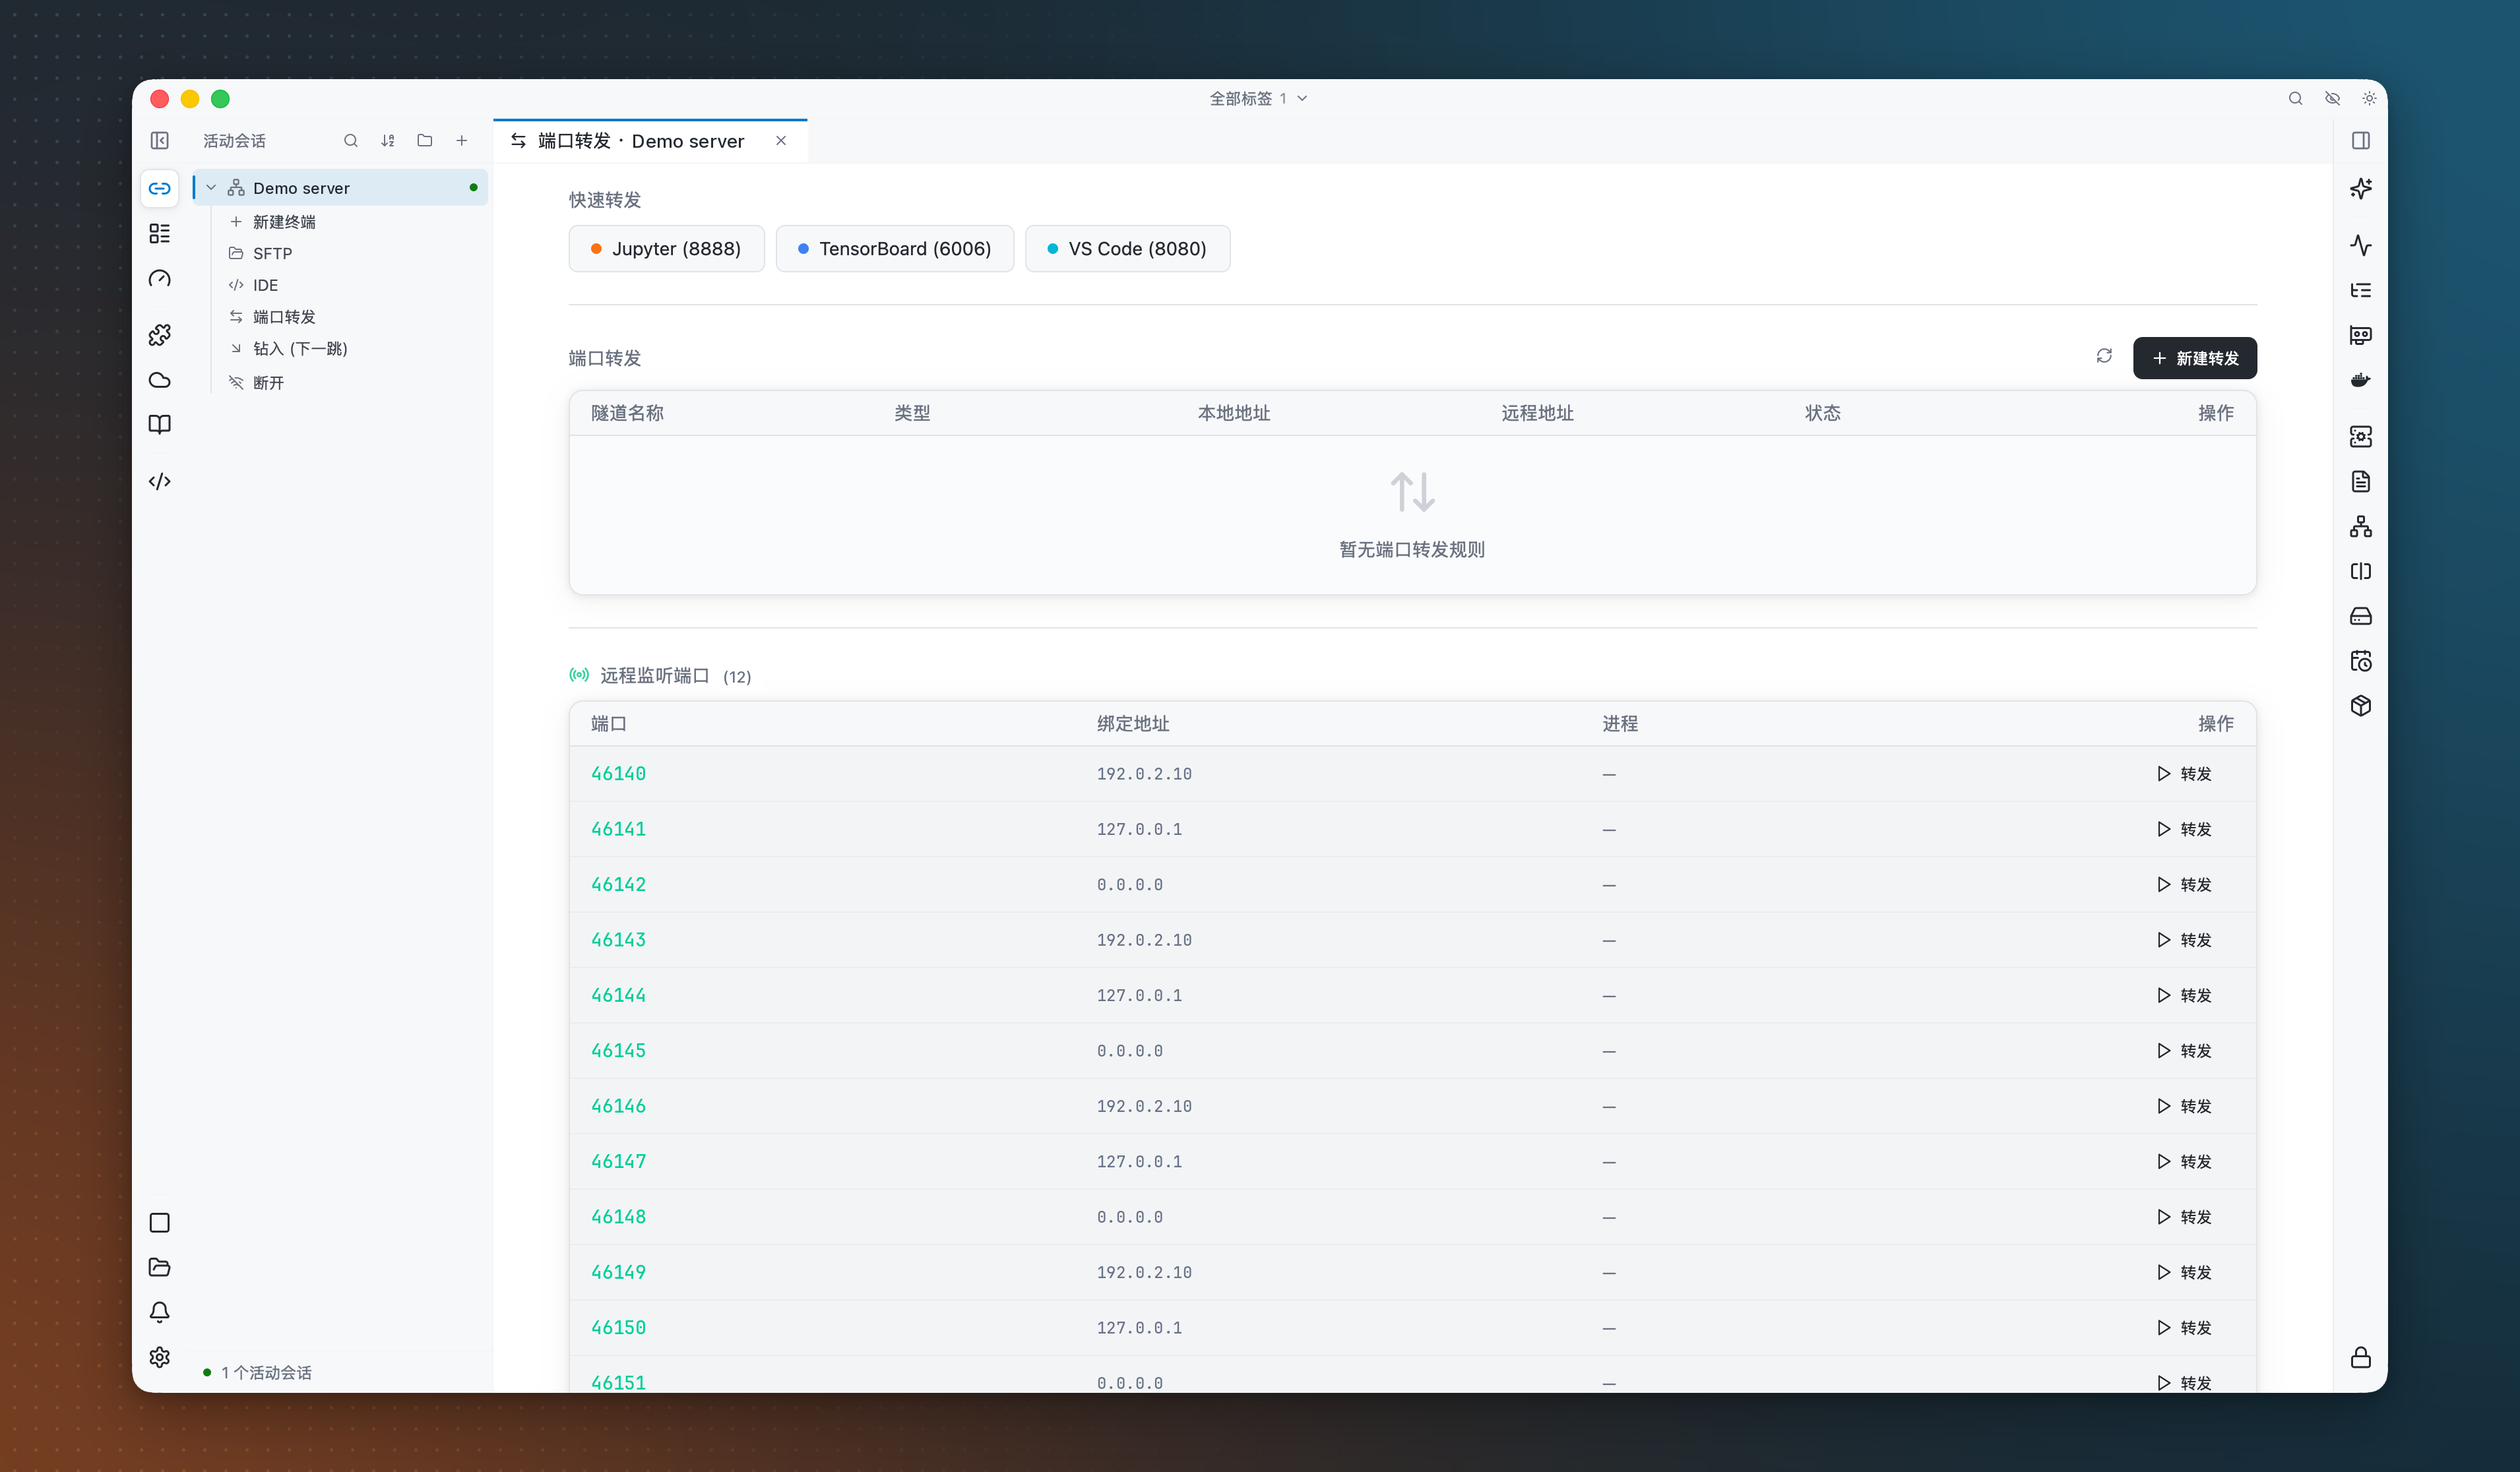 全部标签 1
活动会话
端口转发 · Demo server
Demo server
新建终端
SFTP
IDE
端口转发
钻入 (下一跳)
断开
1 个活动会话
快速转发
Jupyter (8888)
TensorBoard (6006)
VS Code (8080)
端口转发
新建转发
隧道名称 类型 本地地址 远程地址 状态 操作
暂无端口转发规则
远程监听端口 (12)
端口 绑定地址 进程 操作
46140 192.0.2.10 — 转发
46141 127.0.0.1 — 转发
46142 0.0.0.0 — 转发
46143 192.0.2.10 — 转发
46144 127.0.0.1 — 转发
46145 0.0.0.0 — 转发
46146 192.0.2.10 — 转发
46147 127.0.0.1 — 转发
46148 0.0.0.0 — 转发
46149 192.0.2.10 — 转发
46150 127.0.0.1 — 转发
46151 0.0.0.0 — 转发